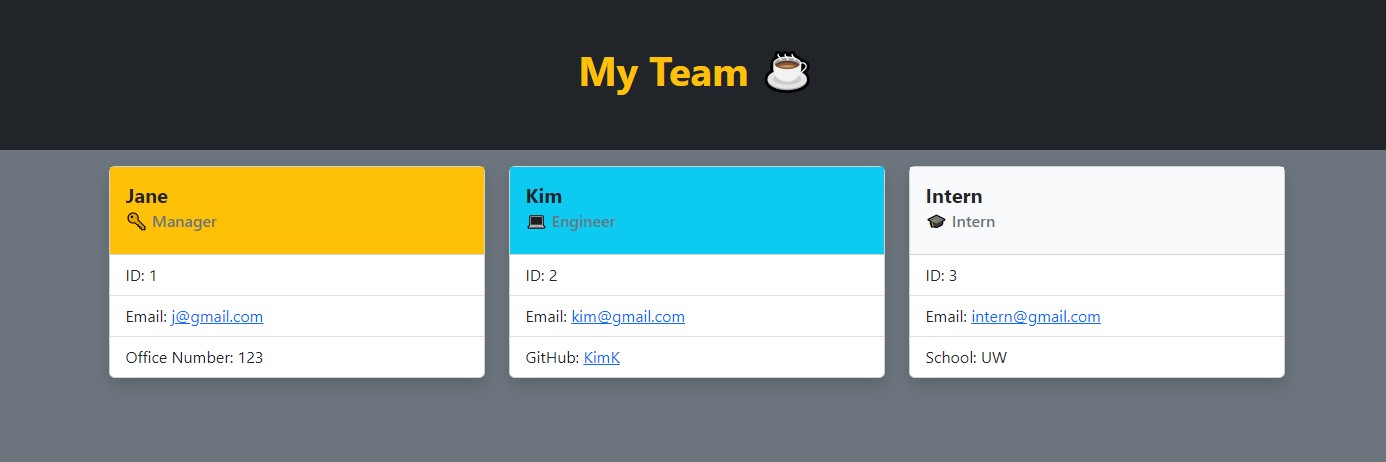 My Team ☕
Jane
🔑 Manager
ID: 1
Email: j@gmail.com
Office Number: 123
Kim
💻 Engineer
ID: 2
Email: kim@gmail.com
GitHub: KimK
Intern
🎓 Intern
ID: 3
Email: intern@gmail.com
School: UW